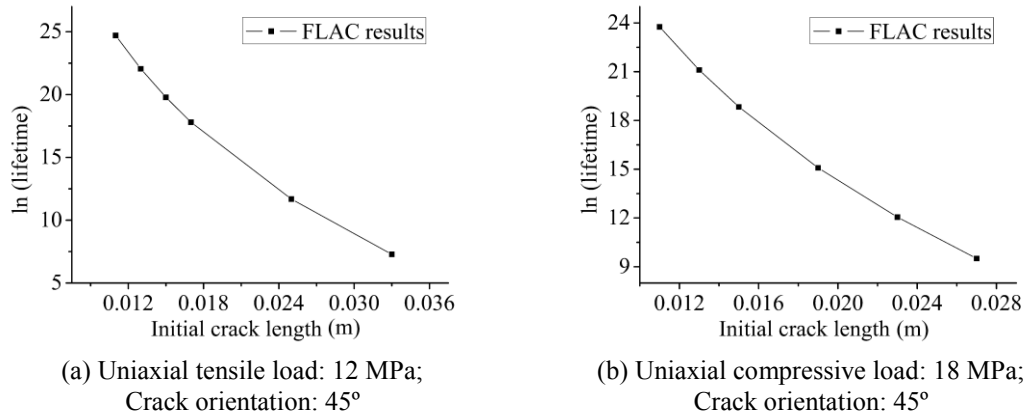 25
20
15
10
5
ln (lifetime)
FLAC results
0.012 0.018 0.024 0.030 0.036
Initial crack length (m)
(a) Uniaxial tensile load: 12 MPa;
Crack orientation: 45º
24
21
18
15
12
9
ln (lifetime)
FLAC results
0.012 0.016 0.020 0.024 0.028
Initial crack length (m)
(b) Uniaxial compressive load: 18 MPa;
Crack orientation: 45º